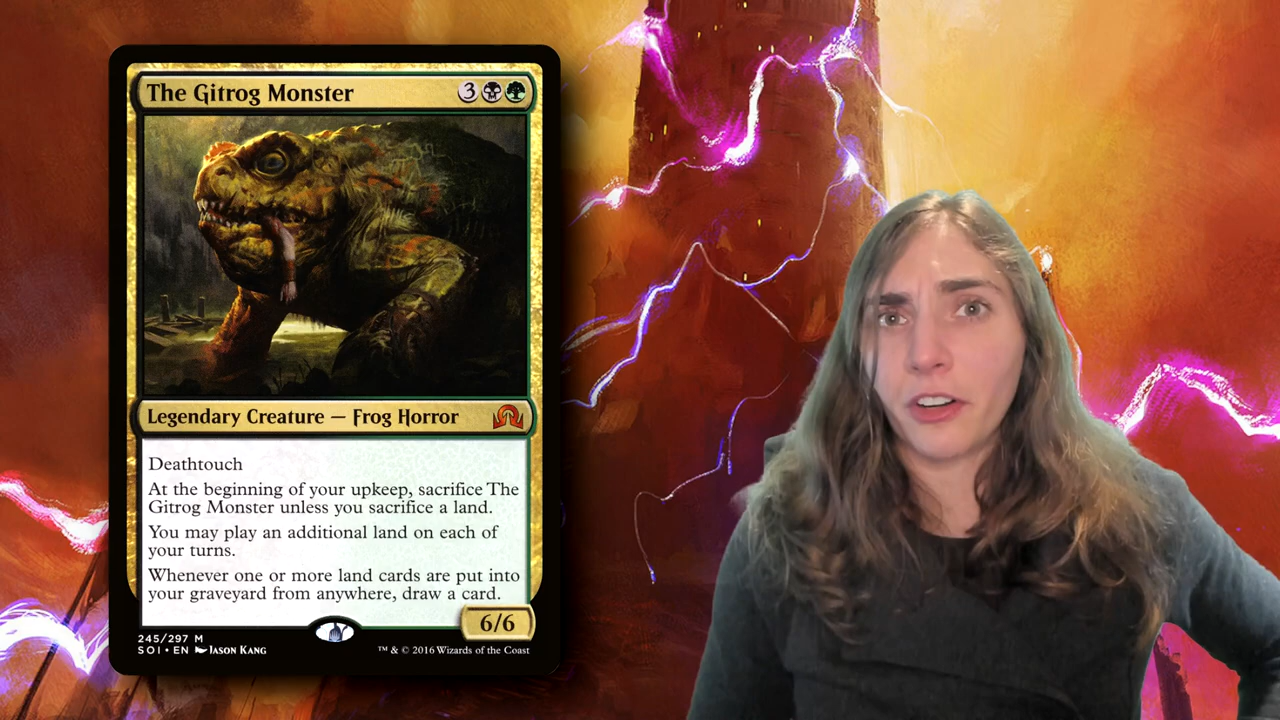 The Gitrog Monster 3
Legendary Creature — Frog Horror
Deathtouch
At the beginning of your upkeep, sacrifice The
Gitrog Monster unless you sacrifice a land.
You may play an additional land on each of
your turns.
Whenever one or more land cards are put into
your graveyard from anywhere, draw a card.
6/6
245/297 M
SOI • EN Jason Kang
™ & © 2016 Wizards of the Coast